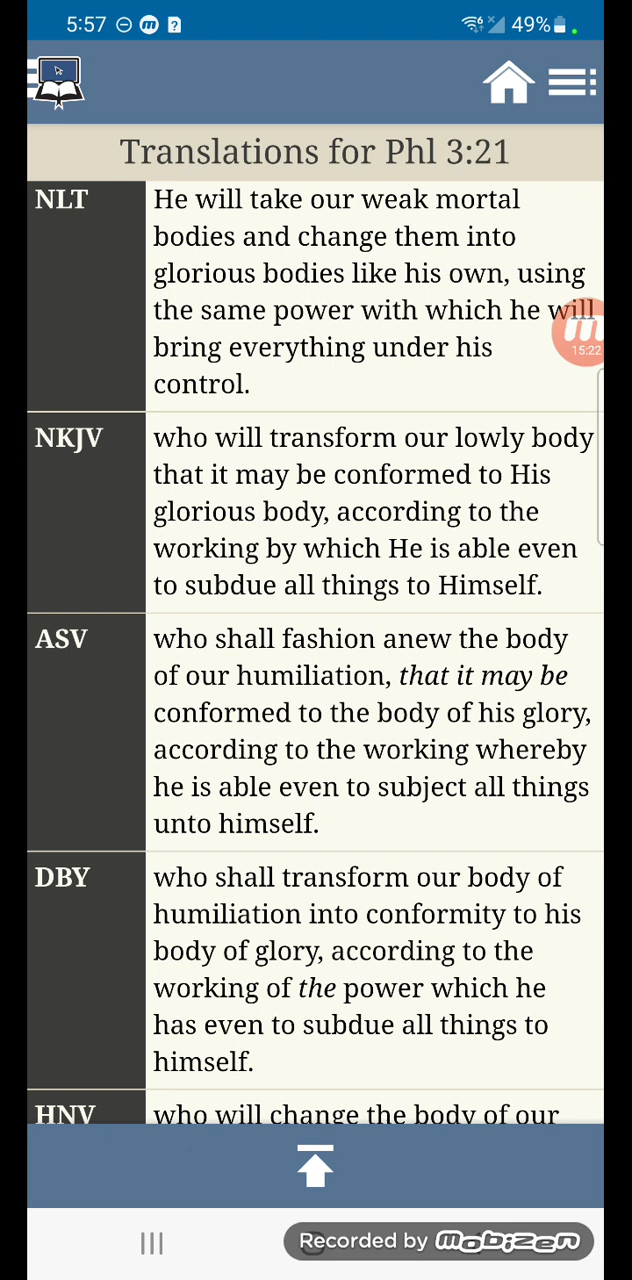 5:57
6 49%
Translations for Phl 3:21
NLT
He will take our weak mortal
bodies and change them into
glorious bodies like his own, using
the same power with which he will
bring everything under his
control.
m
15:22
NKJV
who will transform our lowly body
that it may be conformed to His
glorious body, according to the
working by which He is able even
to subdue all things to Himself.
ASV
who shall fashion anew the body
of our humiliation, that it may be
conformed to the body of his glory,
according to the working whereby
he is able even to subject all things
unto himself.
DBY
who shall transform our body of
humiliation into conformity to his
body of glory, according to the
working of the power which he
has even to subdue all things to
himself.
HNV
who will change the body of our
Recorded by mobizen